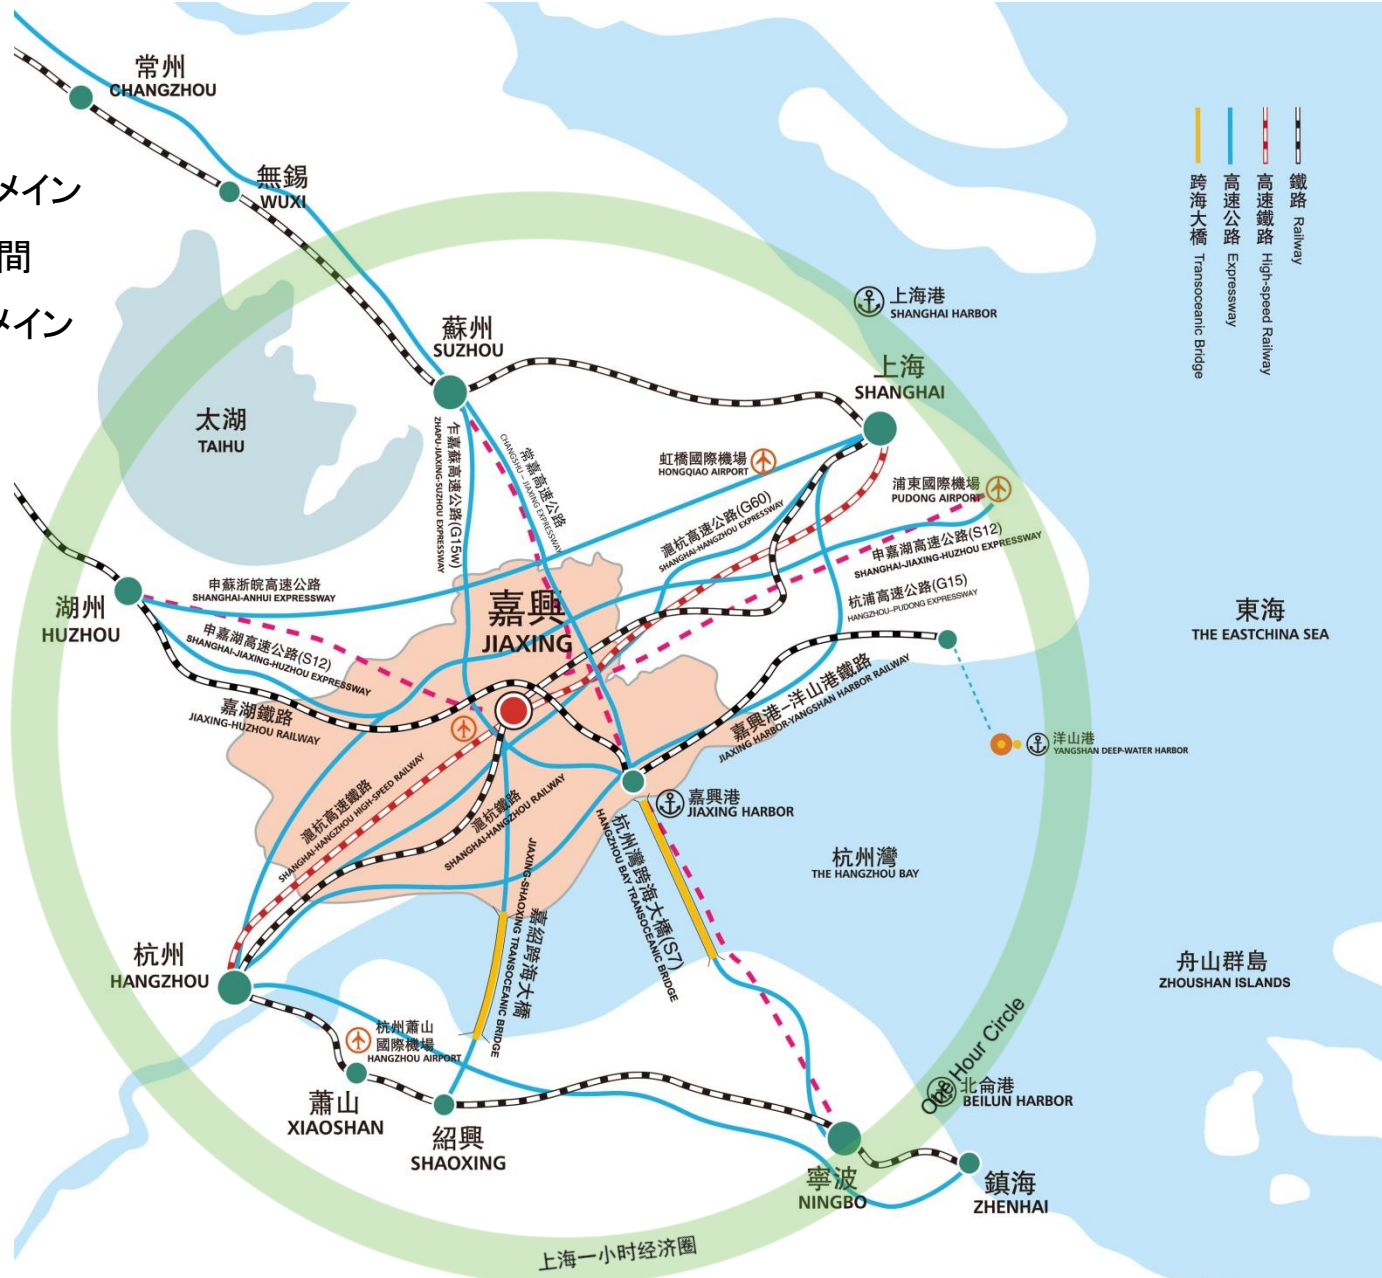 常州
CHANGZHOU
無錫
WUXI
メイン
間
メイン
跨海大橋 Transoceanic Bridge
高速公路 Expressway
高速鐵路 High-speed Railway
鐵路 Railway
上海港
SHANGHAI HARBOR
蘇州
SUZHOU
上海
SHANGHAI
太湖
TAIHU
乍嘉蘇高速公路(G15w)
ZHAPU-JIAXING-SUZHOU EXPRESSWAY
常嘉高速公路
CHANGSHU-JIAXING EXPRESSWAY
虹橋國際機場
HONGQIAO AIRPORT
浦東國際機場
PUDONG AIRPORT
滬杭高速公路(G60)
SHANGHAI-HANGZHOU EXPRESSWAY
申嘉湖高速公路(S12)
SHANGHAI-JIAXING-HUZHOU EXPRESSWAY
申蘇浙皖高速公路
SHANGHAI-ANHUI EXPRESSWAY
杭浦高速公路(G15)
HANGZHOU-PUDONG EXPRESSWAY
湖州
HUZHOU
嘉興
JIAXING
東海
THE EASTCHINA SEA
申嘉湖高速公路(S12)
SHANGHAI-JIAXING-HUZHOU EXPRESSWAY
嘉湖鐵路
JIAXING-HUZHOU RAILWAY
嘉興港-洋山港鐵路
JIAXING HARBOR-YANGSHAN HARBOR RAILWAY
洋山港
YANGSHAN DEEP-WATER HARBOR
滬杭高速鐵路
SHANGHAI-HANGZHOU HIGH-SPEED RAILWAY
滬杭鐵路
SHANGHAI-HANGZHOU RAILWAY
嘉興港
JIAXING HARBOR
杭州灣跨海大橋(S7)
HANGZHOU BAY TRANSOCEANIC BRIDGE
杭州灣
THE HANGZHOU BAY
嘉紹跨海大橋
JIAXING-SHAOXING TRANSOCEANIC BRIDGE
杭州
HANGZHOU
舟山群島
ZHOUSHAN ISLANDS
杭州蕭山
國際機場
HANGZHOU AIRPORT
One Hour Circle
北侖港
BEILUN HARBOR
蕭山
XIAOSHAN
紹興
SHAOXING
寧波
NINGBO
鎮海
ZHENHAI
上海一小时经济圈